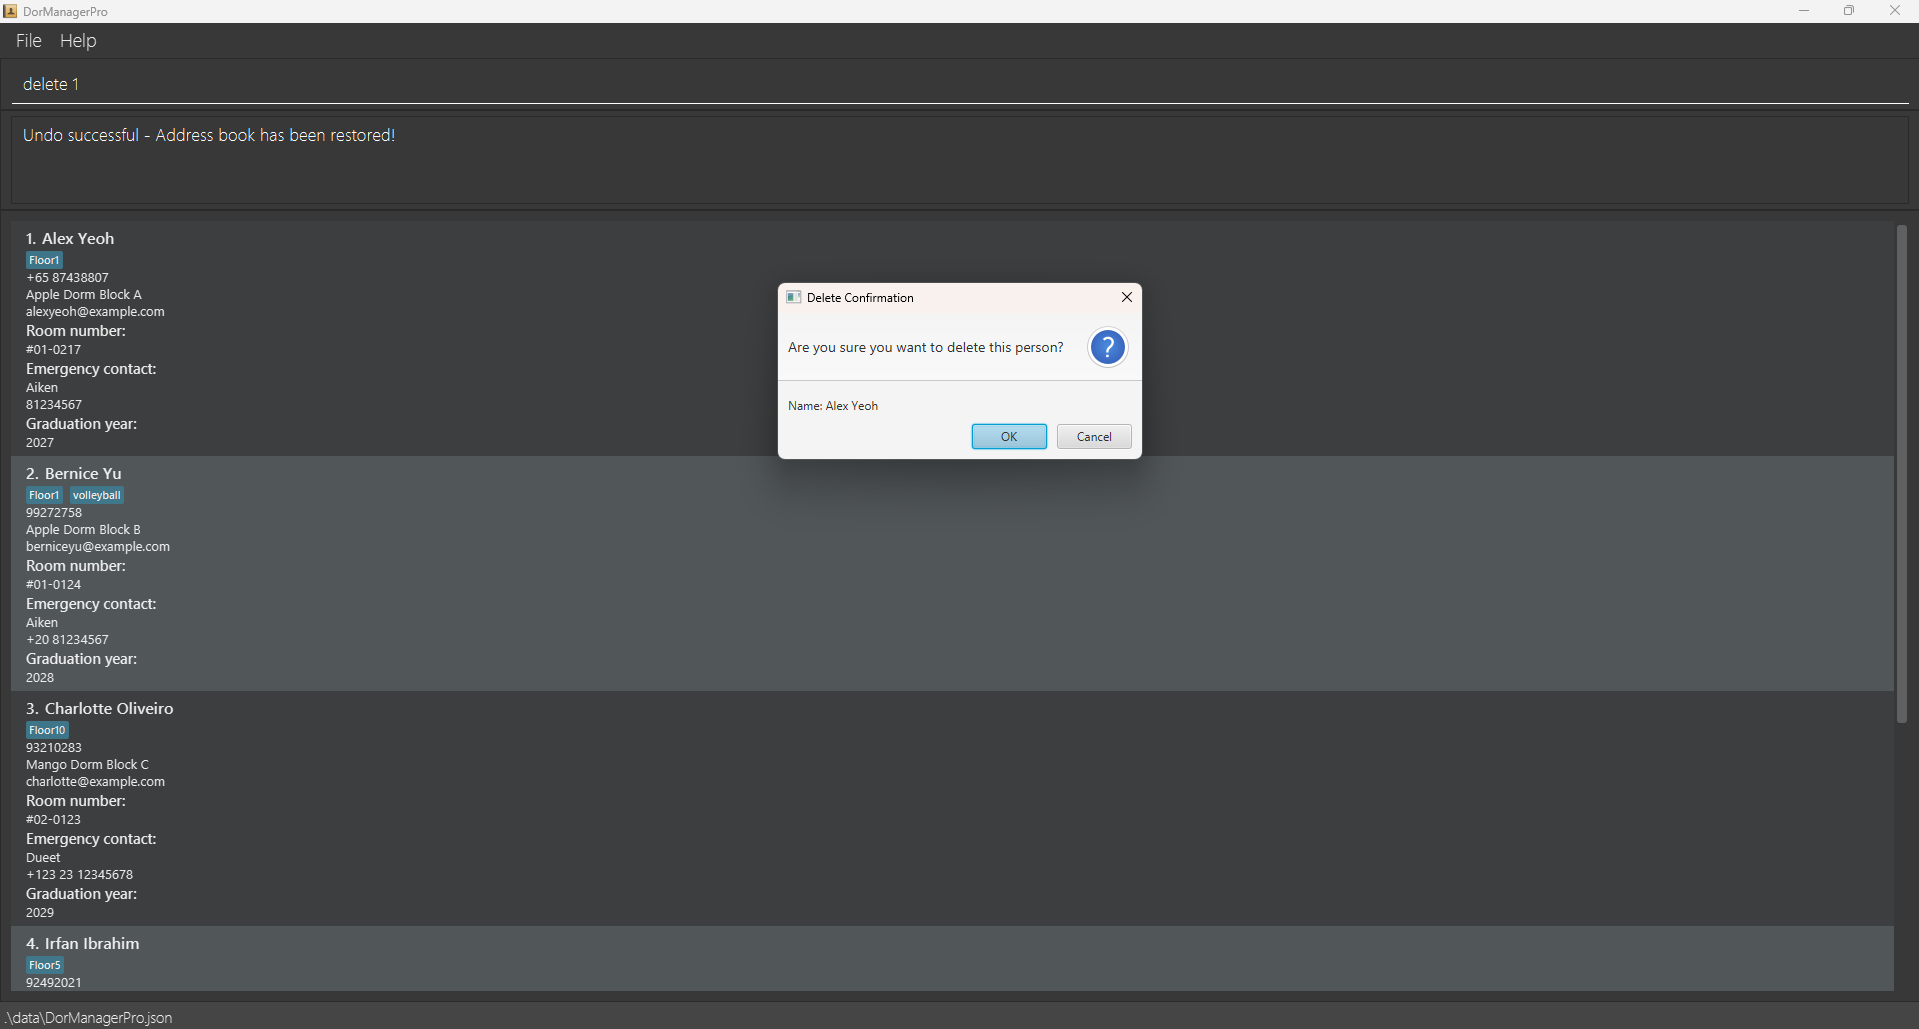 DorManagerPro
File Help
delete 1
Undo successful - Address book has been restored!
1. Alex Yeoh
Floor1
+65 87438807
Apple Dorm Block A
alexyeoh@example.com
Room number:
#01-0217
Emergency contact:
Aiken
81234567
Graduation year:
2027
Delete Confirmation
Are you sure you want to delete this person?
?
Name: Alex Yeoh
OK Cancel
2. Bernice Yu
Floor1 volleyball
99272758
Apple Dorm Block B
berniceyu@example.com
Room number:
#01-0124
Emergency contact:
Aiken
+20 81234567
Graduation year:
2028
3. Charlotte Oliveiro
Floor10
93210283
Mango Dorm Block C
charlotte@example.com
Room number:
#02-0123
Emergency contact:
Dueet
+123 23 12345678
Graduation year:
2029
4. Irfan Ibrahim
Floor5
92492021
.\data\DorManagerPro.json